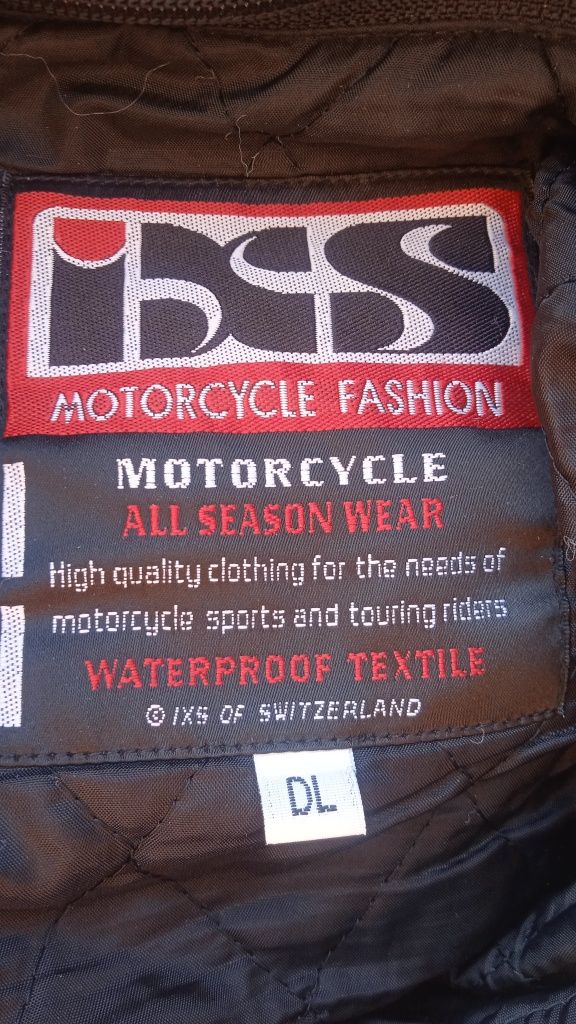 iXS
MOTORCYCLE FASHION
MOTORCYCLE
ALL SEASON WEAR
High quality clothing for the needs of
motorcycle sports and touring riders
WATERPROOF TEXTILE
© IXS OF SWITZERLAND
DL